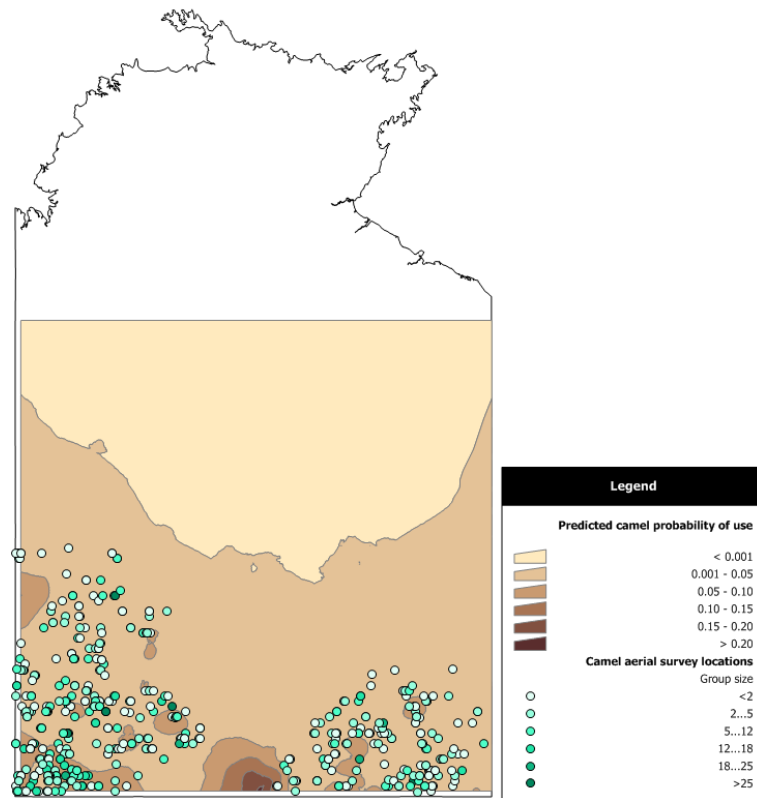 Legend
Predicted camel probability of use
< 0.001
0.001 - 0.05
0.05 - 0.10
0.10 - 0.15
0.15 - 0.20
> 0.20
Camel aerial survey locations
Group size
<2
2...5
5...12
12...18
18...25
>25